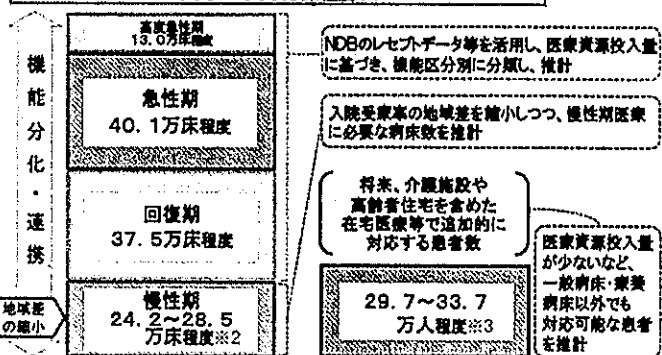 機能分化・連携
地域差
の縮小
高度急性期
13.0万床程度
急性期
40.1万床程度
回復期
37.5万床程度
慢性期
24.2～28.5
万床程度※2
NDBのレセプトデータ等を活用し、医療資源投入量
に基づき、機能区分別に分類し、推計
入院受療率の地域差を縮小しつつ、慢性期医療
に必要な病床数を推計
将来、介護施設や
高齢者住宅を含めた
在宅医療等で追加的に
対応する患者数
29.7～33.7
万人程度※3
医療資源投入量
が少ないなど、
一般病床・療養
病床以外でも
対応可能な患者
を推計